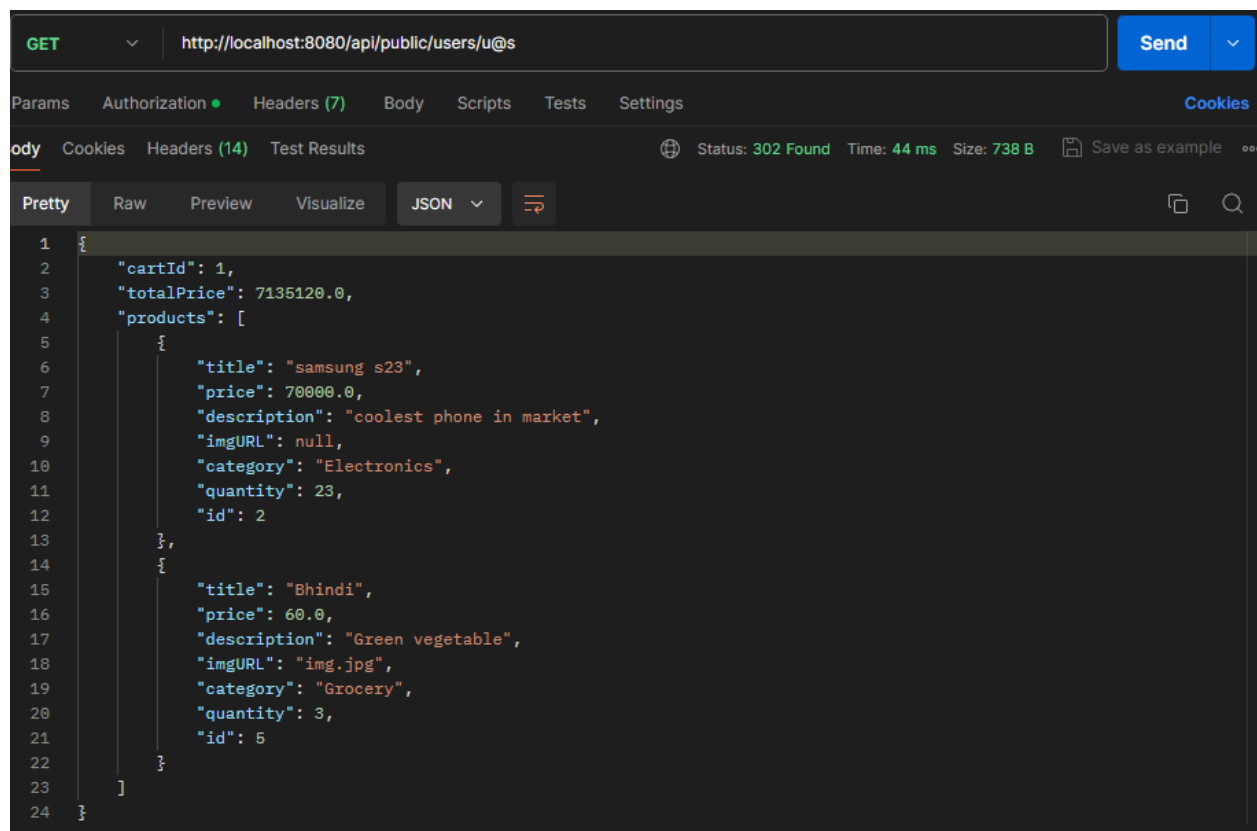 GET http://localhost:8080/api/public/users/u@s Send
Params Authorization Headers (7) Body Scripts Tests Settings Cookies
ody Cookies Headers (14) Test Results Status: 302 Found Time: 44 ms Size: 738 B Save as example
Pretty Raw Preview Visualize JSON
1 {
2 "cartId": 1,
3 "totalPrice": 7135120.0,
4 "products": [
5 {
6 "title": "samsung s23",
7 "price": 70000.0,
8 "description": "coolest phone in market",
9 "imgURL": null,
10 "category": "Electronics",
11 "quantity": 23,
12 "id": 2
13 },
14 {
15 "title": "Bhindi",
16 "price": 60.0,
17 "description": "Green vegetable",
18 "imgURL": "img.jpg",
19 "category": "Grocery",
20 "quantity": 3,
21 "id": 5
22 }
23 ]
24 }